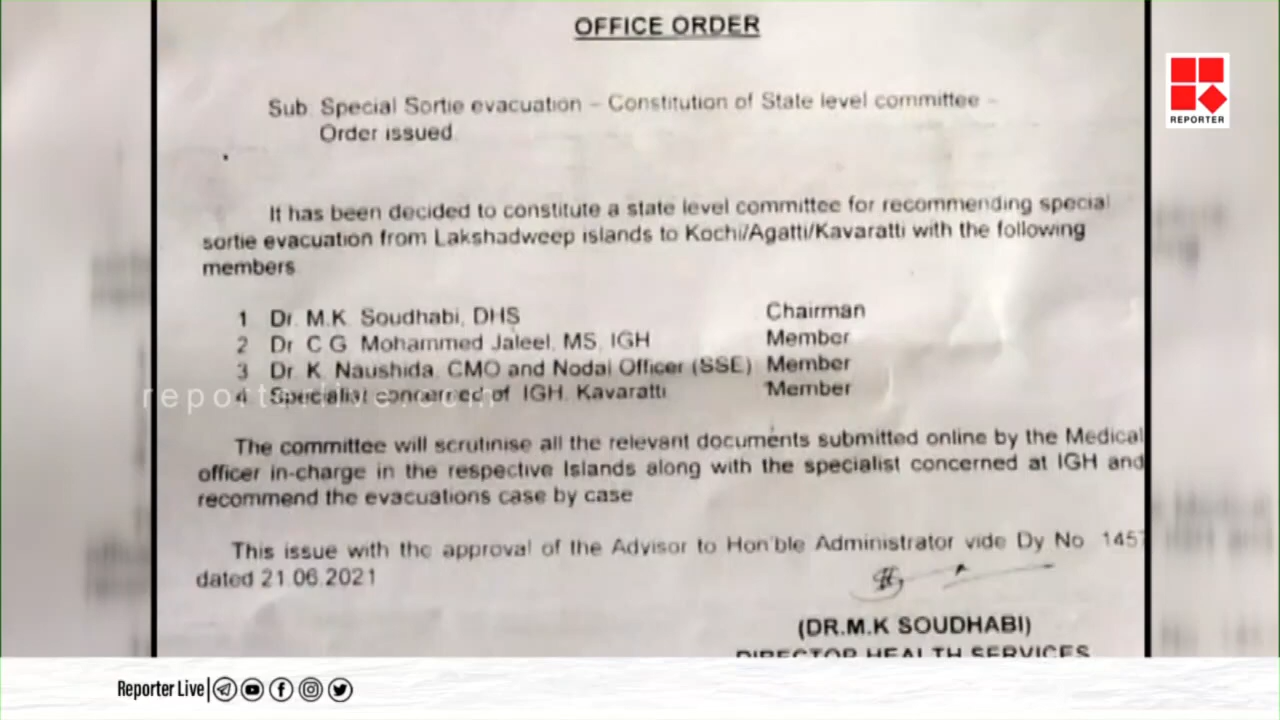 OFFICE ORDER
REPORTER
Sub Special Sortie evacuation – Constitution of State level committee –
Order issued
It has been decided to constitute a state level committee for recommending special
sortie evacuation from Lakshadweep islands to Kochi/Agatti/Kavaratti with the following
members
1 Dr. M.K. Soudhabi, DHS Chairman
2 Dr C G Mohammed Jaleel, MS, IGH Member
3 Dr. K. Naushida, CMO and Nodal Officer (SSE) Member
4 Specialist concerned of IGH, Kavaratti Member
reporterlive.com
The committee will scrutinise all the relevant documents submitted online by the Medical
officer in-charge in the respective Islands along with the specialist concerned at IGH and
recommend the evacuations case by case
This issue with the approval of the Advisor to Hon'ble Administrator vide Dy No 1457
dated 21.06.2021
(DR.M.K SOUDHABI)
DIRECTOR HEALTH SERVICES
Reporter Live